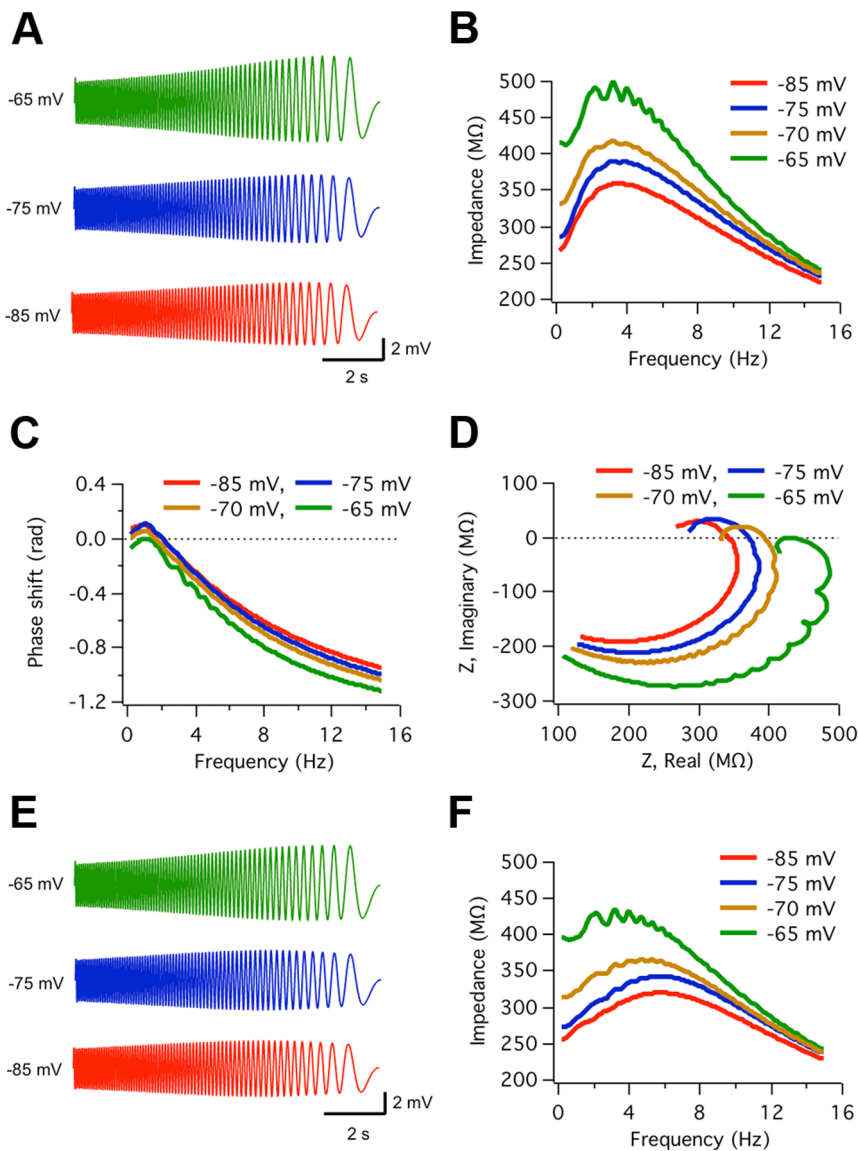 A
-65 mV
-75 mV
-85 mV
2 mV
2 s
B
Impedance (MΩ)
500
450
400
350
300
250
200
-85 mV
-75 mV
-70 mV
-65 mV
0 4 8 12 16
Frequency (Hz)
C
Phase shift (rad)
0.4
0.0
-0.4
-0.8
-1.2
-85 mV, -75 mV
-70 mV, -65 mV
0 4 8 12 16
Frequency (Hz)
D
Z, Imaginary (MΩ)
100
0
-100
-200
-300
-85 mV, -75 mV
-70 mV, -65 mV
100 200 300 400 500
Z, Real (MΩ)
E
-65 mV
-75 mV
-85 mV
2 mV
2 s
F
Impedance (MΩ)
500
450
400
350
300
250
200
-85 mV
-75 mV
-70 mV
-65 mV
0 4 8 12 16
Frequency (Hz)